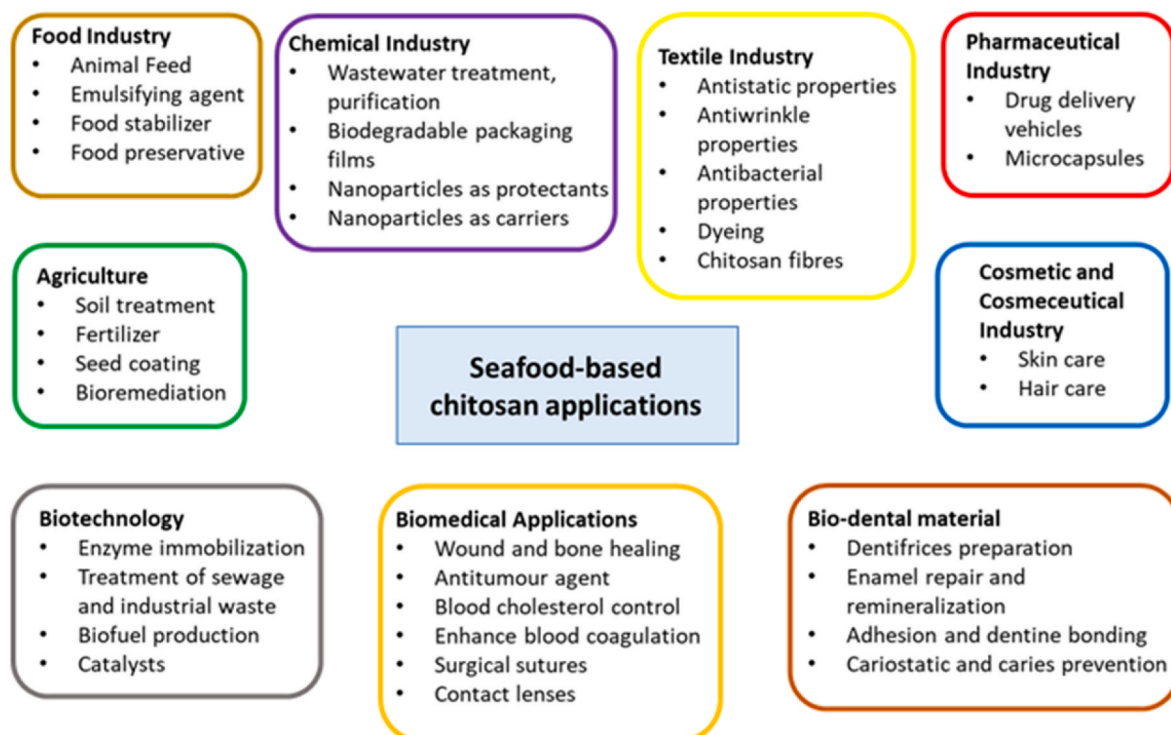 Food Industry
• Animal Feed
• Emulsifying agent
• Food stabilizer
• Food preservative
Chemical Industry
• Wastewater treatment,
purification
• Biodegradable packaging
films
• Nanoparticles as protectants
• Nanoparticles as carriers
Textile Industry
• Antistatic properties
• Antiwrinkle
properties
• Antibacterial
properties
• Dyeing
• Chitosan fibres
Pharmaceutical
Industry
• Drug delivery
vehicles
• Microcapsules
Agriculture
• Soil treatment
• Fertilizer
• Seed coating
• Bioremediation
Seafood-based
chitosan applications
Cosmetic and
Cosmeceutical
Industry
• Skin care
• Hair care
Biotechnology
• Enzyme immobilization
• Treatment of sewage
and industrial waste
• Biofuel production
• Catalysts
Biomedical Applications
• Wound and bone healing
• Antitumour agent
• Blood cholesterol control
• Enhance blood coagulation
• Surgical sutures
• Contact lenses
Bio-dental material
• Dentifrices preparation
• Enamel repair and
remineralization
• Adhesion and dentine bonding
• Cariostatic and caries prevention